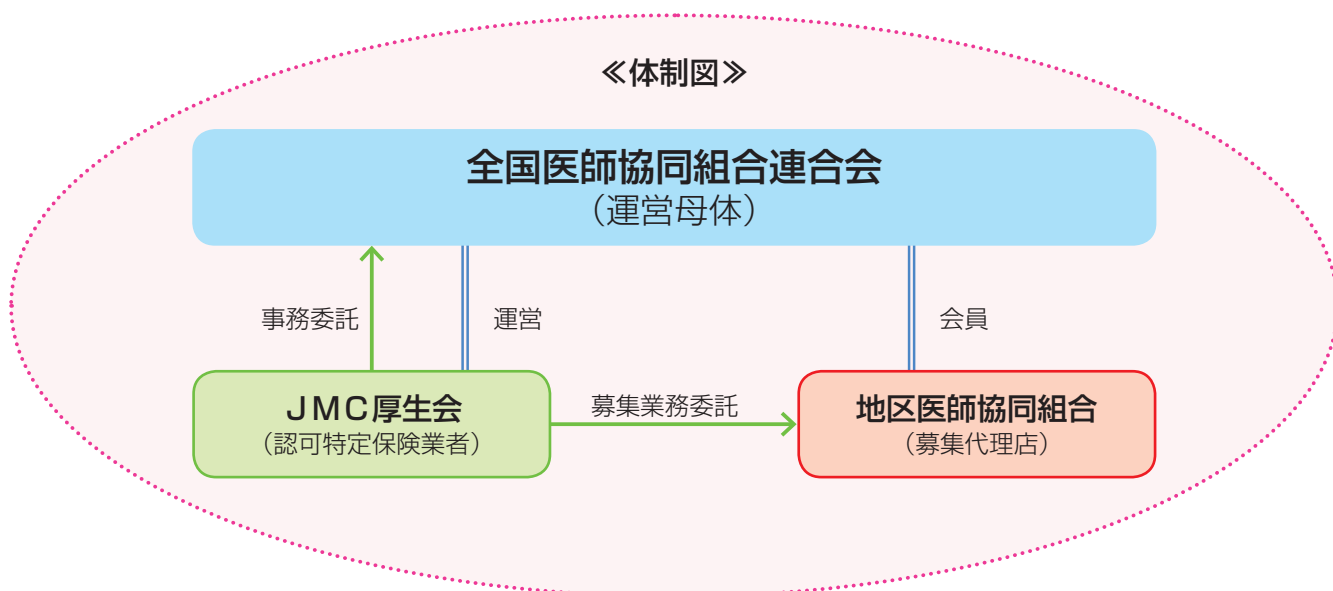 ≪体制図≫
全国医師協同組合連合会
（運営母体）
事務委託
運営
会員
JMC厚生会
（認可特定保険業者）
募集業務委託
地区医師協同組合
（募集代理店）